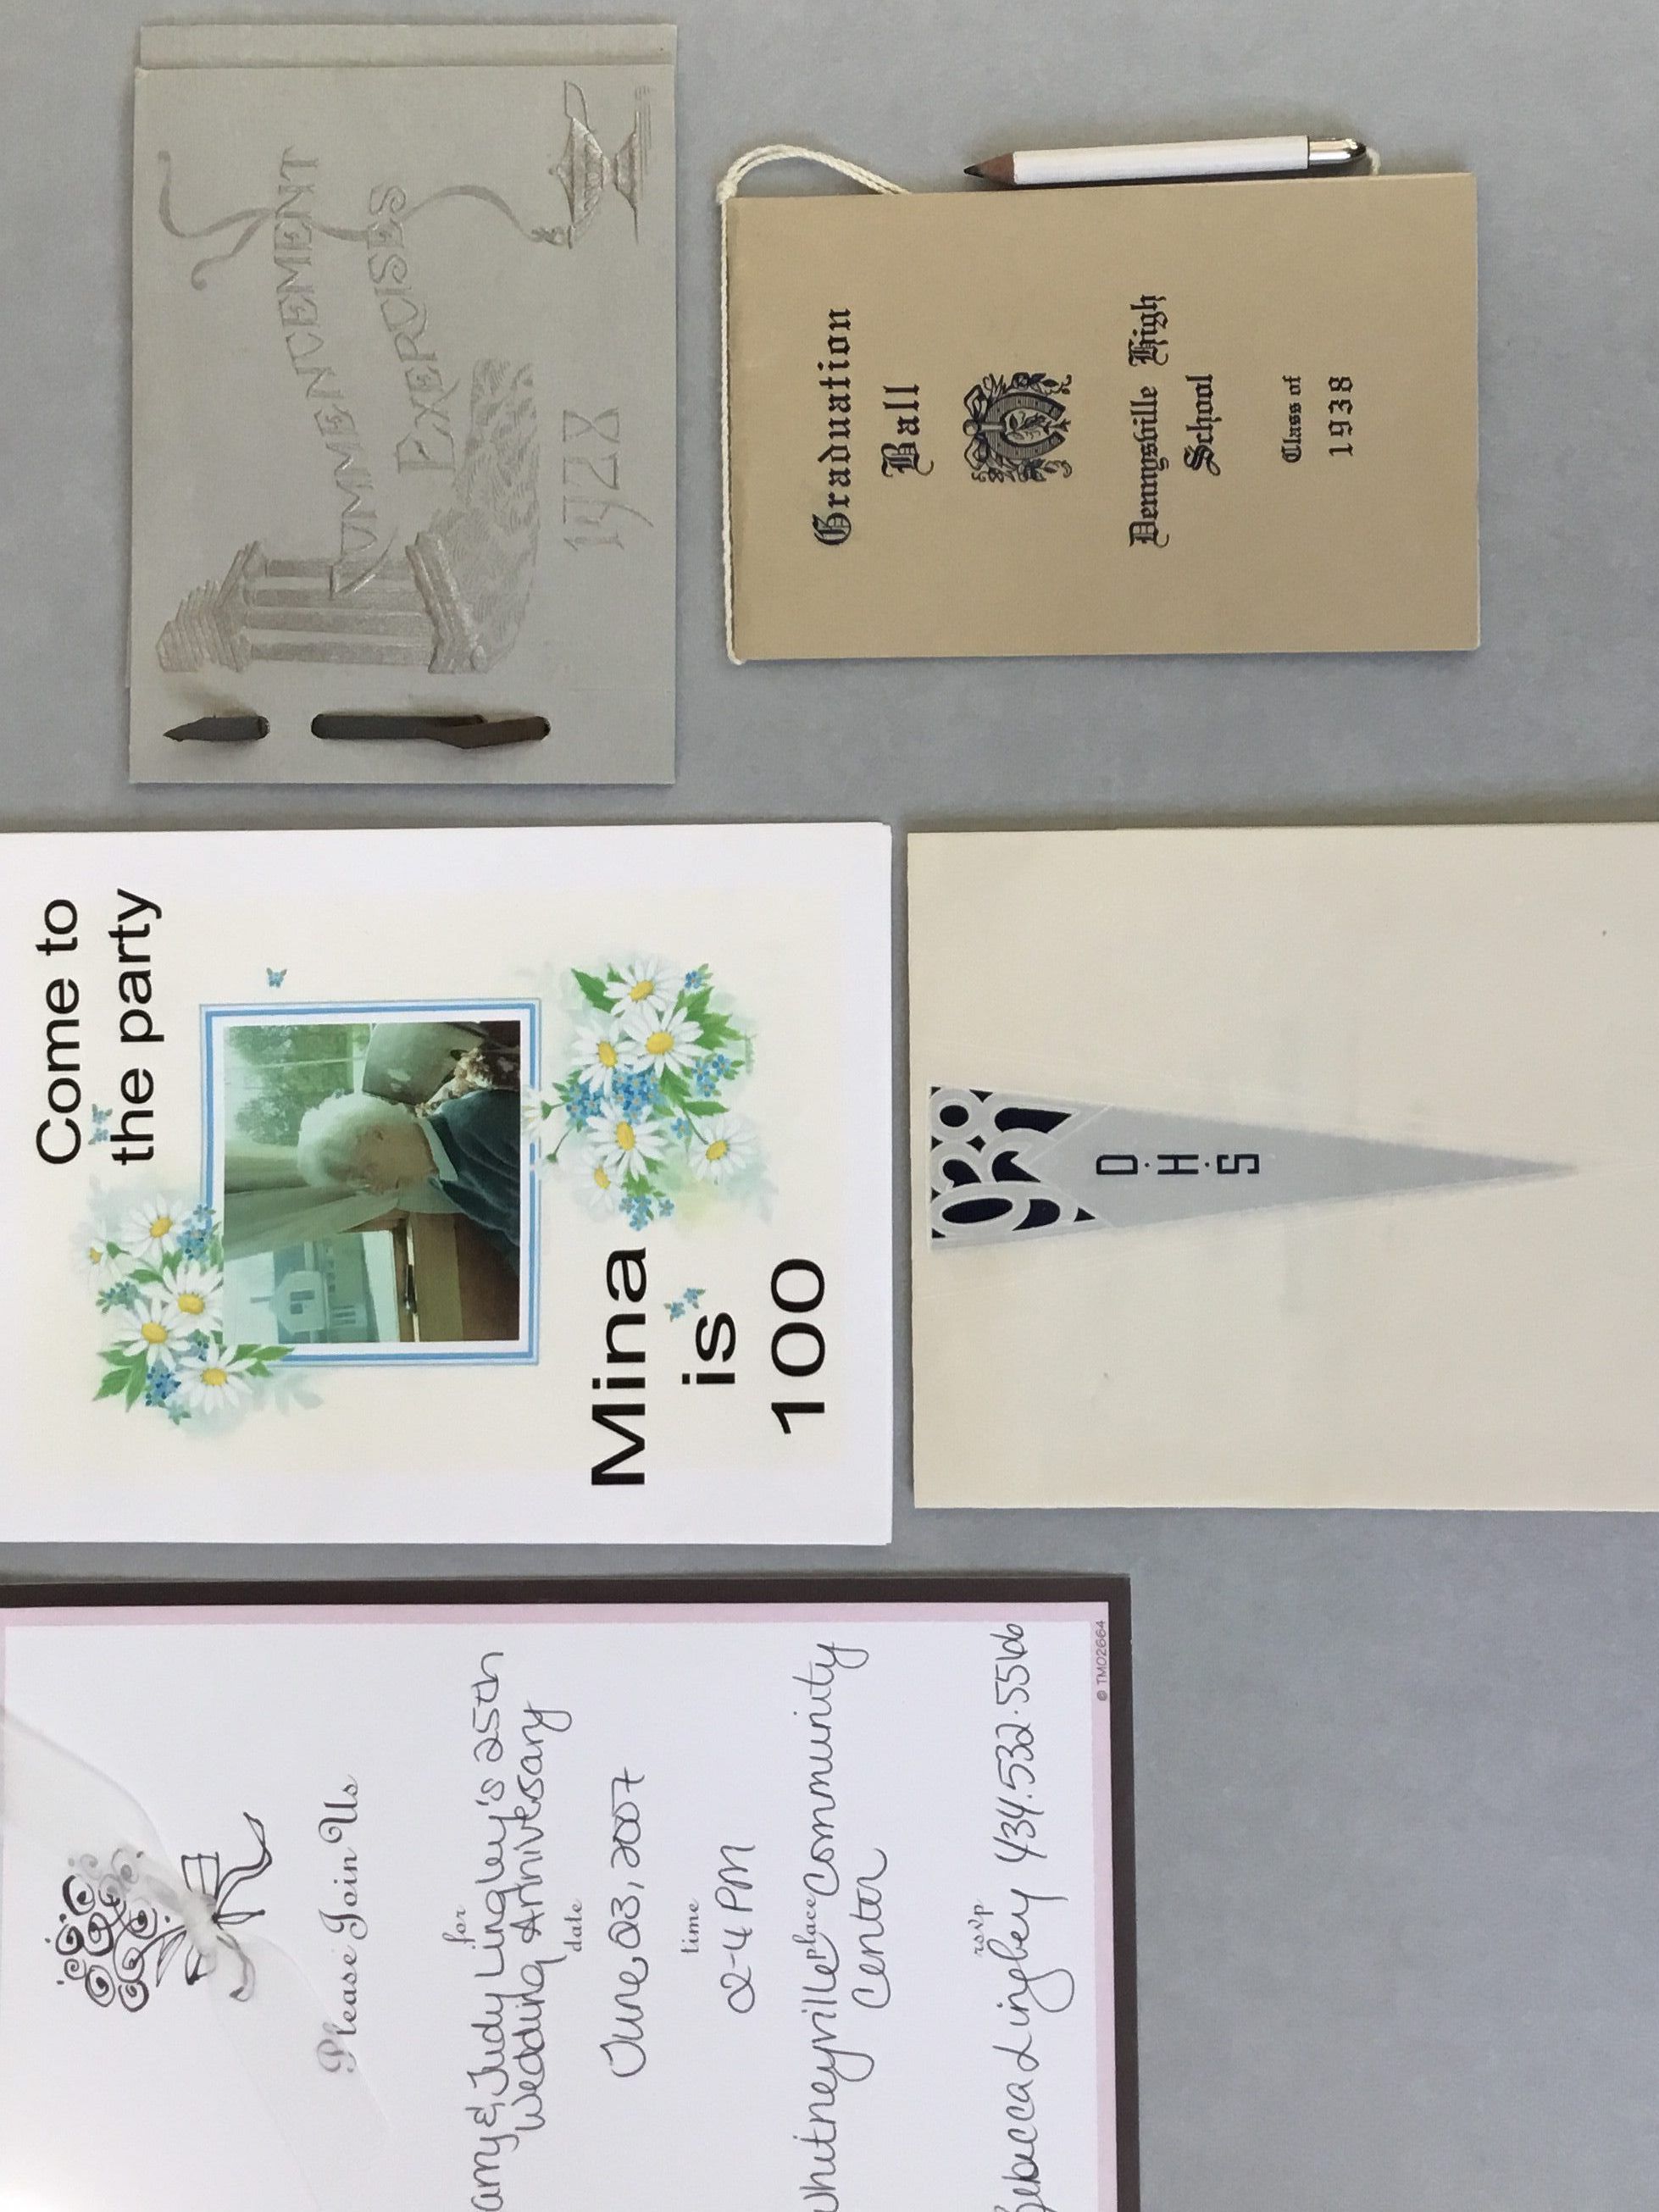 COMMENCEMENT
EXERCISES
1928
Graduation
Ball
Dennysville High
School
Class of
1938
Come to
the party
Mina
is
100
1928
D·H·S
Please Join Us
for
& Judy Lingley's 25th
Wedding Anniversary
date
June 23, 2007
time
2-4 PM
place
Whitneyville Community
Center
rsvp
Rebecca Lingley 434.532.5566
© TM02664